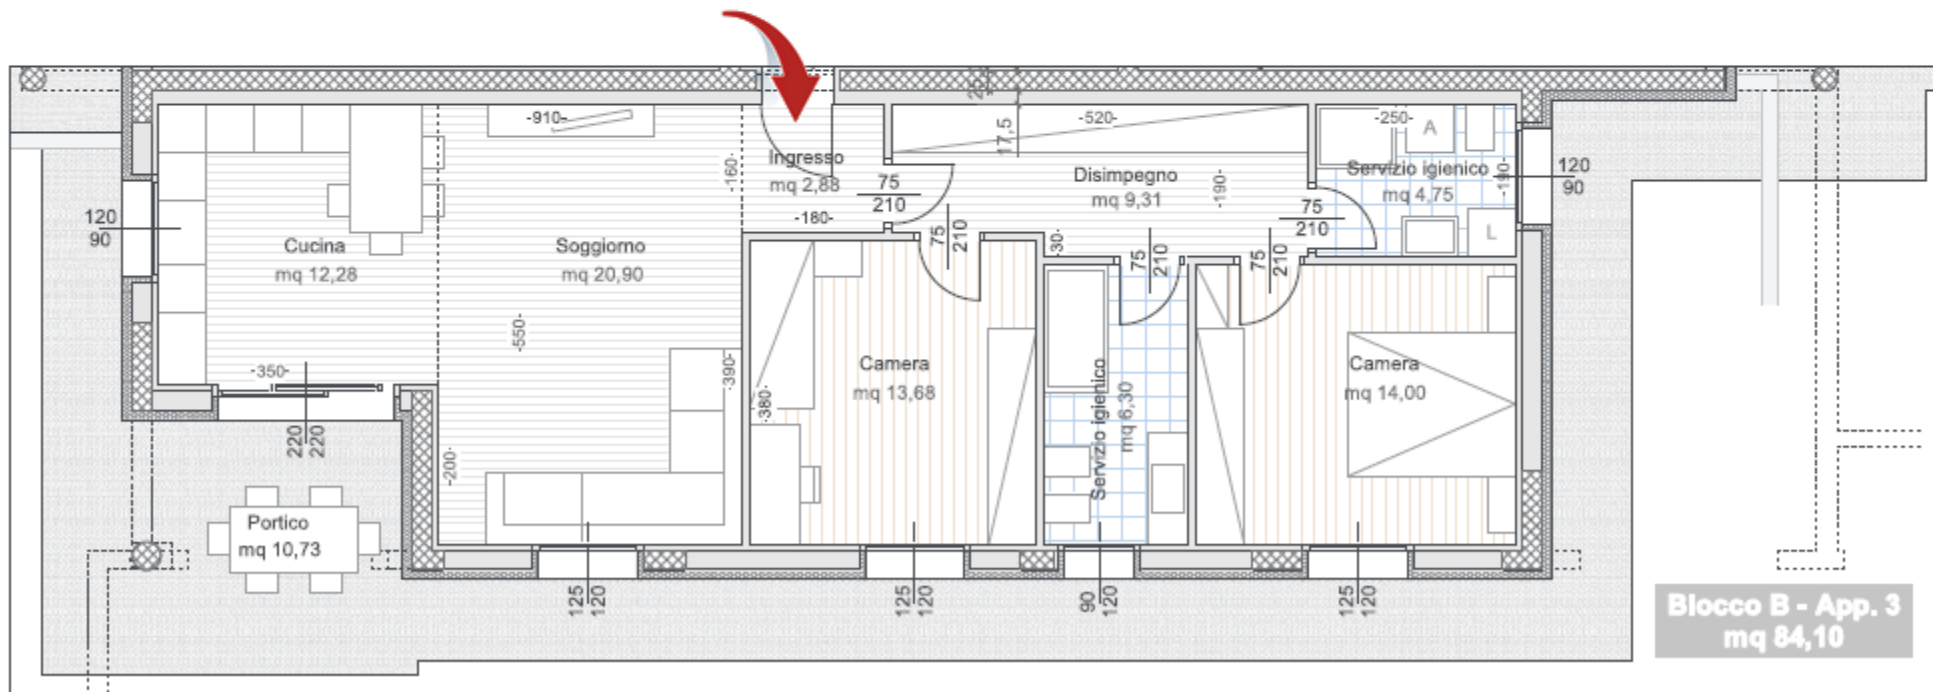 -910-
-520-
-250-
A
20
17,5
Ingresso
mq 2,88
-160-
-180-
75
210
Disimpegno
mq 9,31
-190-
Servizio igienico
mq 4,75
-190-
75
210
L
120
90
120
90
Cucina
mq 12,28
Soggiorno
mq 20,90
75
210
-30-
75
210
75
210
-550-
-350-
-390-
-380-
-200-
Camera
mq 13,68
Servizio igienico
mq 6,30
Camera
mq 14,00
220
220
Portico
mq 10,73
125
120
125
120
90
120
125
120
Blocco B - App. 3
mq 84,10